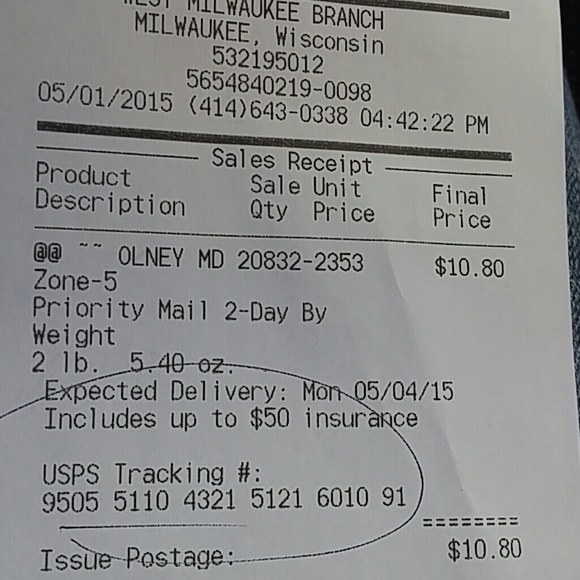 WEST MILWAUKEE BRANCH
MILWAUKEE, Wisconsin
532195012
5654840219-0098
05/01/2015 (414)643-0338 04:42:22 PM
Sales Receipt
Product Sale Unit Final
Description Qty Price Price
@@ ~~ OLNEY MD 20832-2353 $10.80
Zone-5
Priority Mail 2-Day By
Weight
2 lb. 5.40 oz.
Expected Delivery: Mon 05/04/15
Includes up to $50 insurance
USPS Tracking #:
9505 5110 4321 5121 6010 91
========
Issue Postage: $10.80